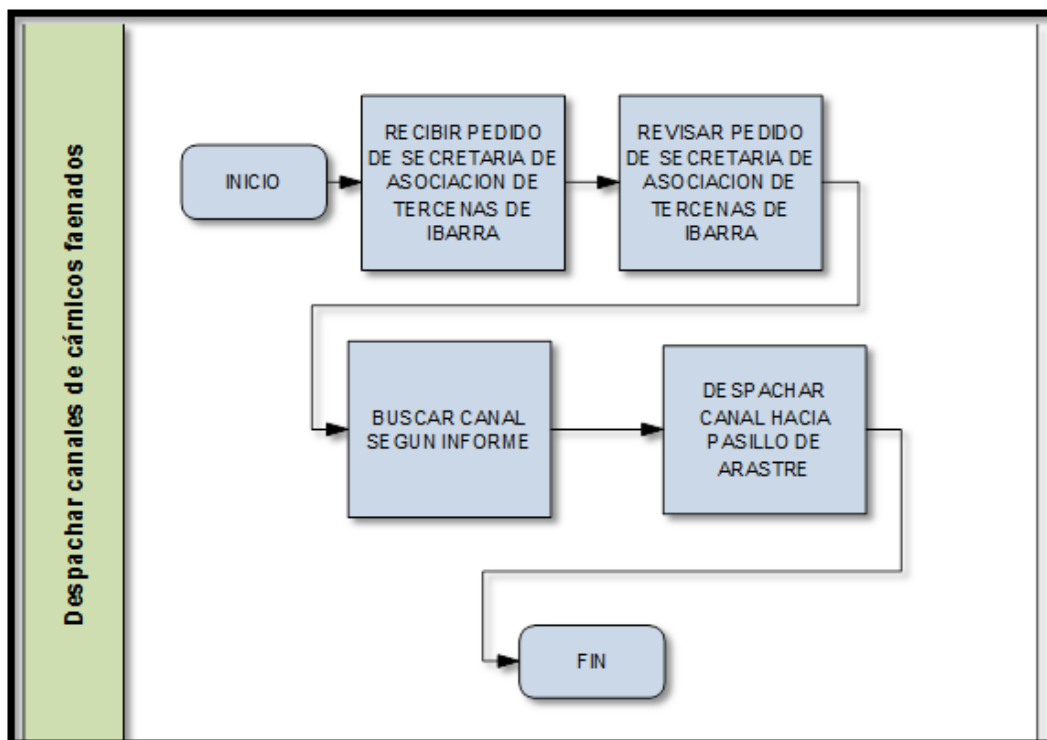 Despachar canales de cárnicos faenados
INICIO
RECIBIR PEDIDO
DE SECRETARIA DE
ASOCIACION DE
TERCENAS DE
IBARRA
REVISAR PEDIDO
DE SECRETARIA DE
ASOCIACION DE
TERCENAS DE
IBARRA
BUSCAR CANAL
SEGUN INFORME
DESPACHAR
CANAL HACIA
PASILLO DE
ARASTRE
FIN